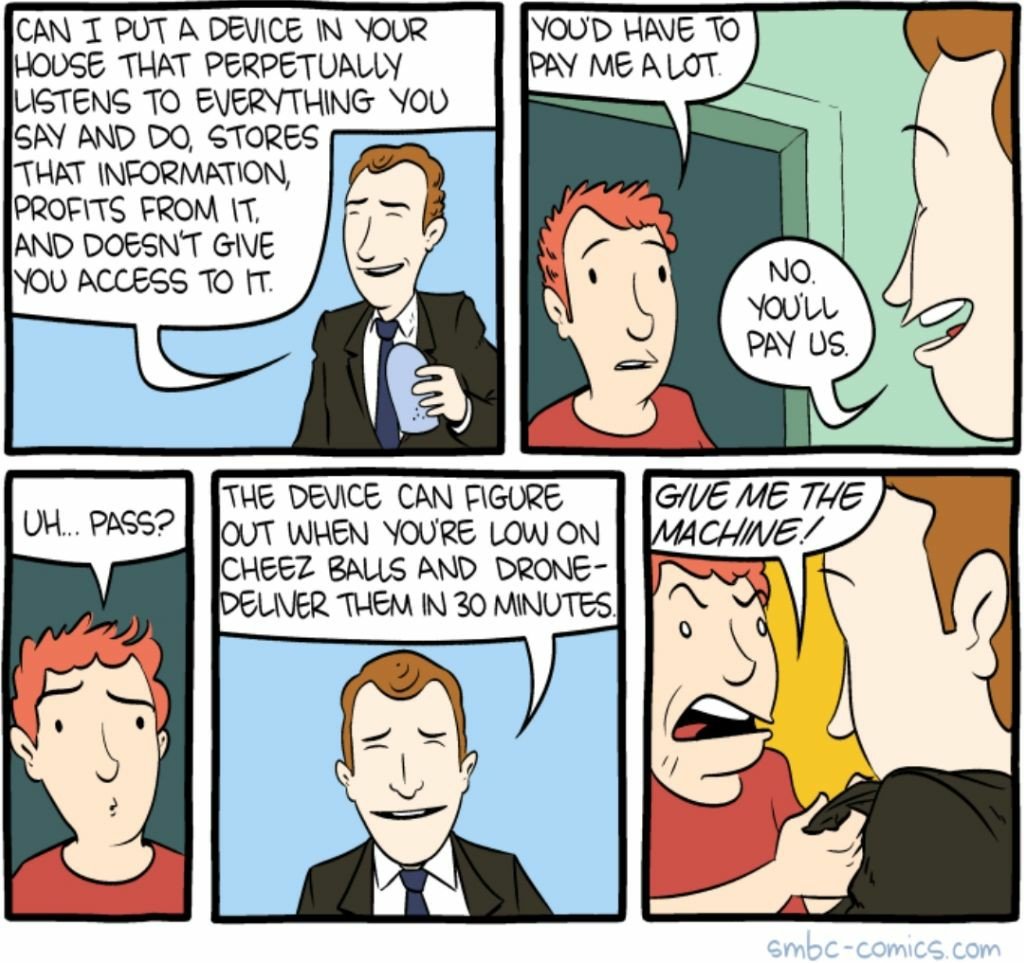 CAN I PUT A DEVICE IN YOUR
HOUSE THAT PERPETUALLY
LISTENS TO EVERYTHING YOU
SAY AND DO, STORES
THAT INFORMATION,
PROFITS FROM IT,
AND DOESN'T GIVE
YOU ACCESS TO IT.
YOU'D HAVE TO
PAY ME A LOT.
NO.
YOU'LL
PAY US.
UH... PASS?
THE DEVICE CAN FIGURE
OUT WHEN YOU'RE LOW ON
CHEEZ BALLS AND DRONE-
DELIVER THEM IN 30 MINUTES.
GIVE ME THE
MACHINE!
smbc-comics.com